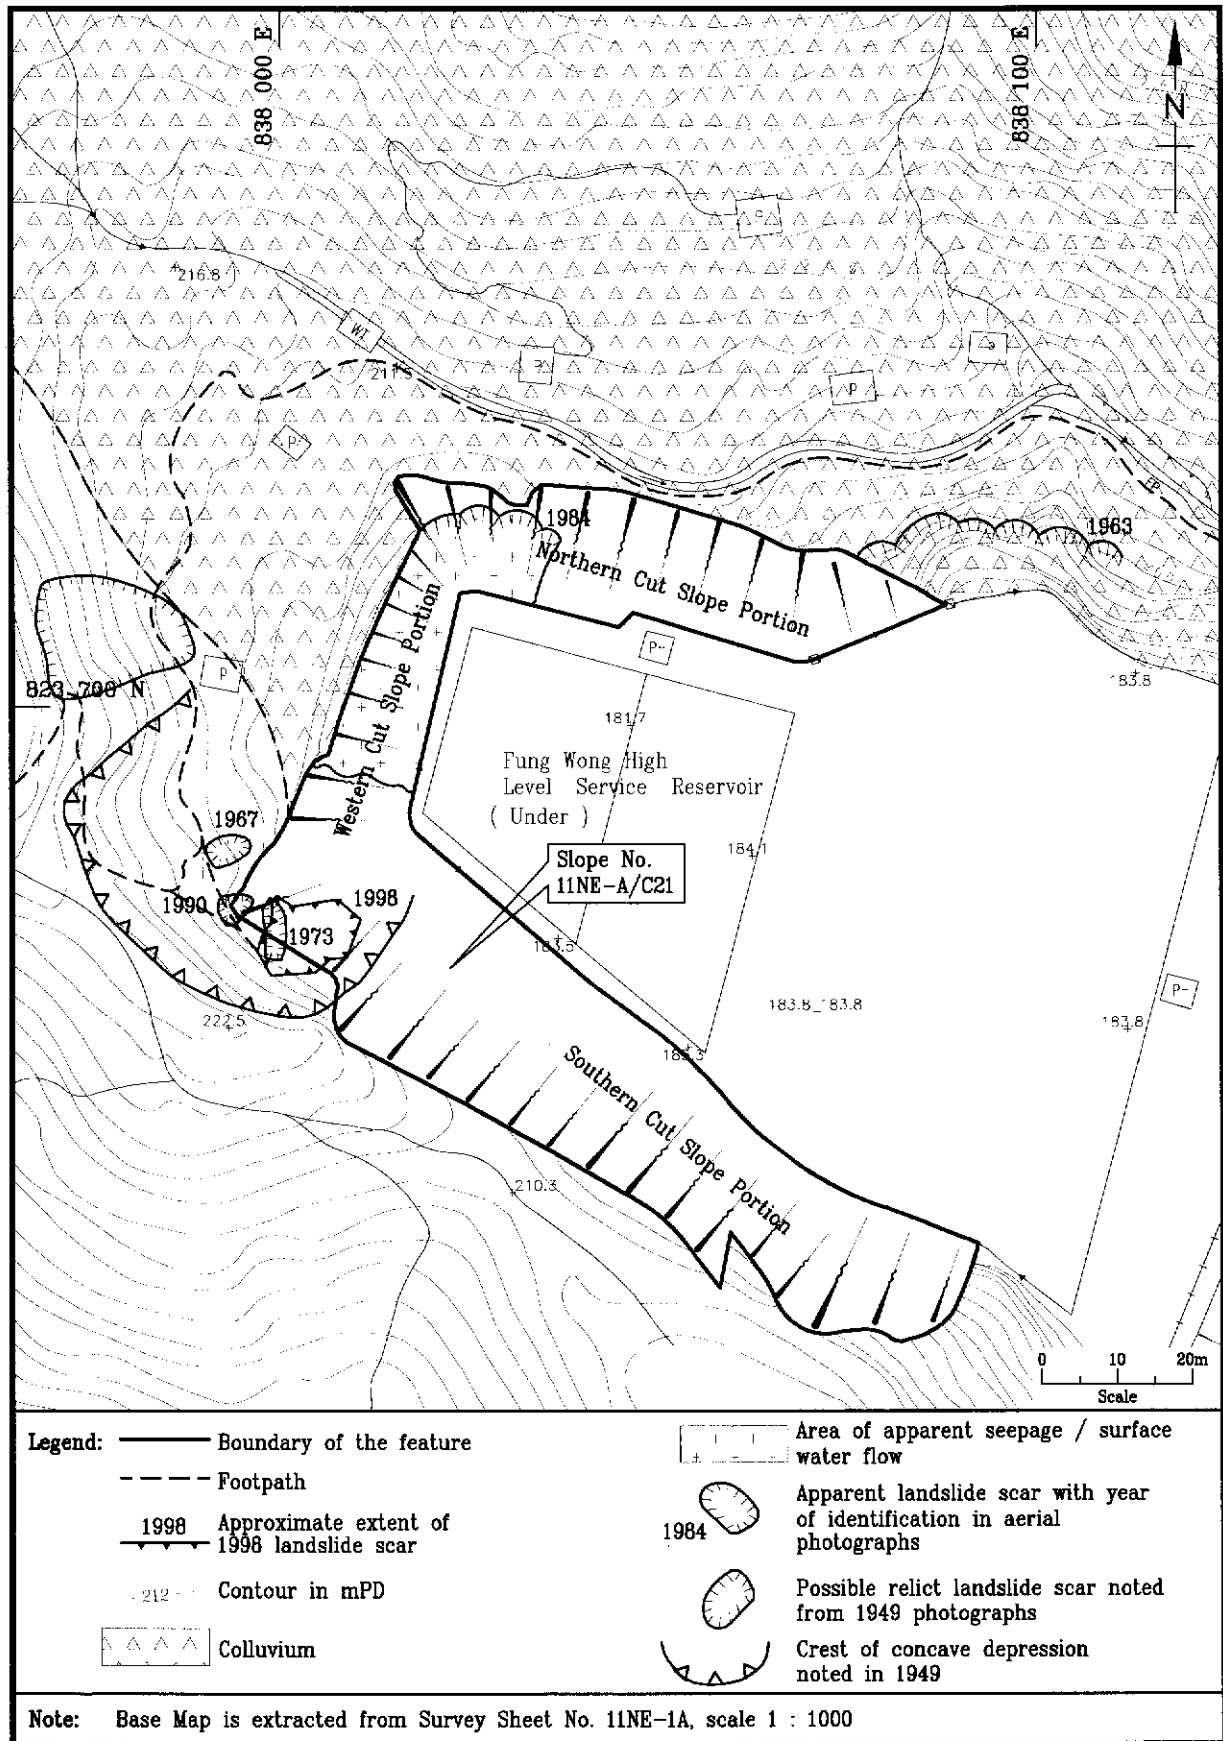 838 000 E
838 100 E
N
216.8
WT
211.5
C
P
P
1984
1963
FP
Northern Cut Slope Portion
Western Cut Slope Portion
P-
P
823 700 N
183.8
181.7
Fung Wong High
Level Service Reservoir
( Under )
1967
184.1
Slope No.
11NE-A/C21
1990
1998
1973
183.5
P-
222.5
183.8
183.8
183.8
Southern Cut Slope Portion
210.3
0 10 20m
Scale
Legend:
Boundary of the feature
Footpath
1998 Approximate extent of
1998 landslide scar
212 Contour in mPD
Colluvium
Area of apparent seepage / surface
water flow
1984 Apparent landslide scar with year
of identification in aerial
photographs
Possible relict landslide scar noted
from 1949 photographs
Crest of concave depression
noted in 1949
Note: Base Map is extracted from Survey Sheet No. 11NE-1A, scale 1 : 1000